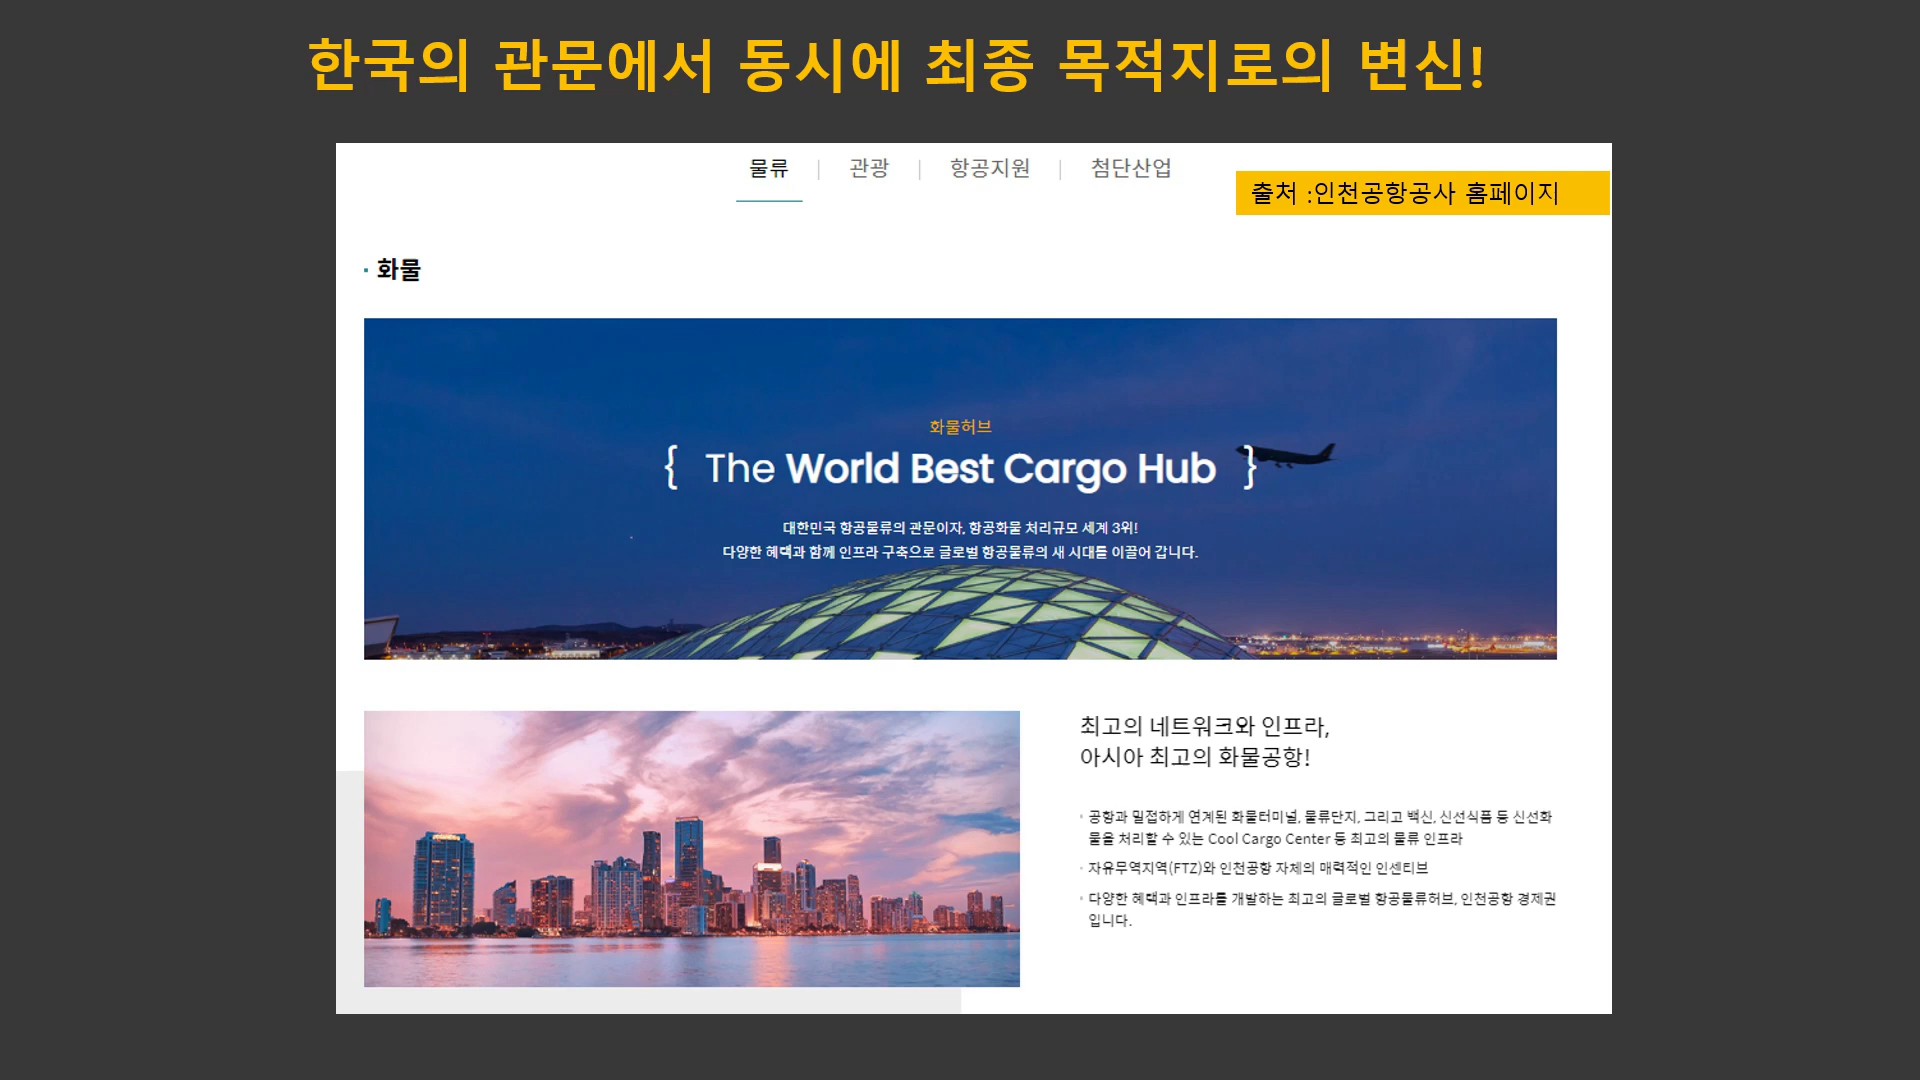 한국의 관문에서 동시에 최종 목적지로의 변신!
물류 | 관광 | 항공지원 | 첨단산업
출처 :인천공항공사 홈페이지
· 화물
화물허브
{ The World Best Cargo Hub }
대한민국 항공물류의 관문이자, 항공화물 처리규모 세계 3위!
다양한 혜택과 함께 인프라 구축으로 글로벌 항공물류의 새 시대를 이끌어 갑니다.
최고의 네트워크와 인프라,
아시아 최고의 화물공항!
· 공항과 밀접하게 연계된 화물터미널, 물류단지, 그리고 백신, 신선식품 등 신선화
물을 처리할 수 있는 Cool Cargo Center 등 최고의 물류 인프라
· 자유무역지역(FTZ)와 인천공항 자체의 매력적인 인센티브
· 다양한 혜택과 인프라를 개발하는 최고의 글로벌 항공물류허브, 인천공항 경제권
입니다.